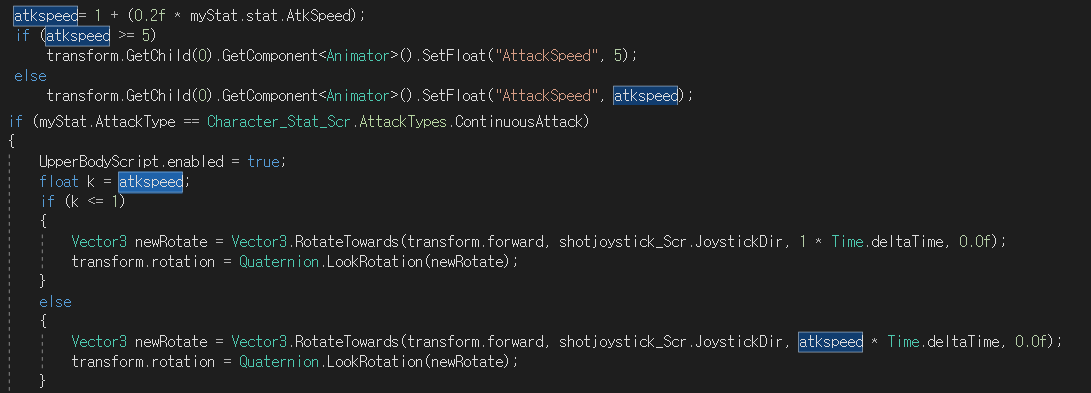 atkspeed= 1 + (0.2f * myStat.stat.AtkSpeed);
if (atkspeed >= 5)
transform.GetChild(0).GetComponent<Animator>().SetFloat("AttackSpeed", 5);
else
transform.GetChild(0).GetComponent<Animator>().SetFloat("AttackSpeed", atkspeed);
if (myStat.AttackType == Character_Stat_Scr.AttackTypes.ContinuousAttack)
{
UpperBodyScript.enabled = true;
float k = atkspeed;
if (k <= 1)
{
Vector3 newRotate = Vector3.RotateTowards(transform.forward, shotjoystick_Scr.JoystickDir, 1 * Time.deltaTime, 0.0f);
transform.rotation = Quaternion.LookRotation(newRotate);
}
else
{
Vector3 newRotate = Vector3.RotateTowards(transform.forward, shotjoystick_Scr.JoystickDir, atkspeed * Time.deltaTime, 0.0f);
transform.rotation = Quaternion.LookRotation(newRotate);
}